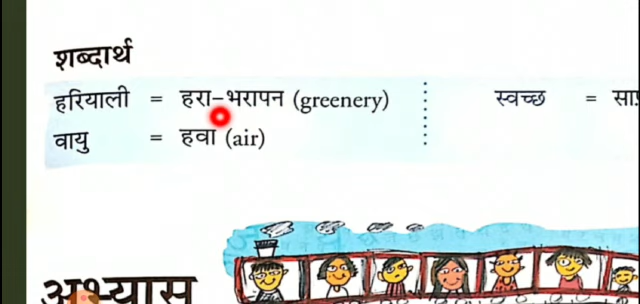 शब्दार्थ
हरियाली = हरा–भरापन (greenery) स्वच्छ =
वायु = हवा (air)
अभ्यास